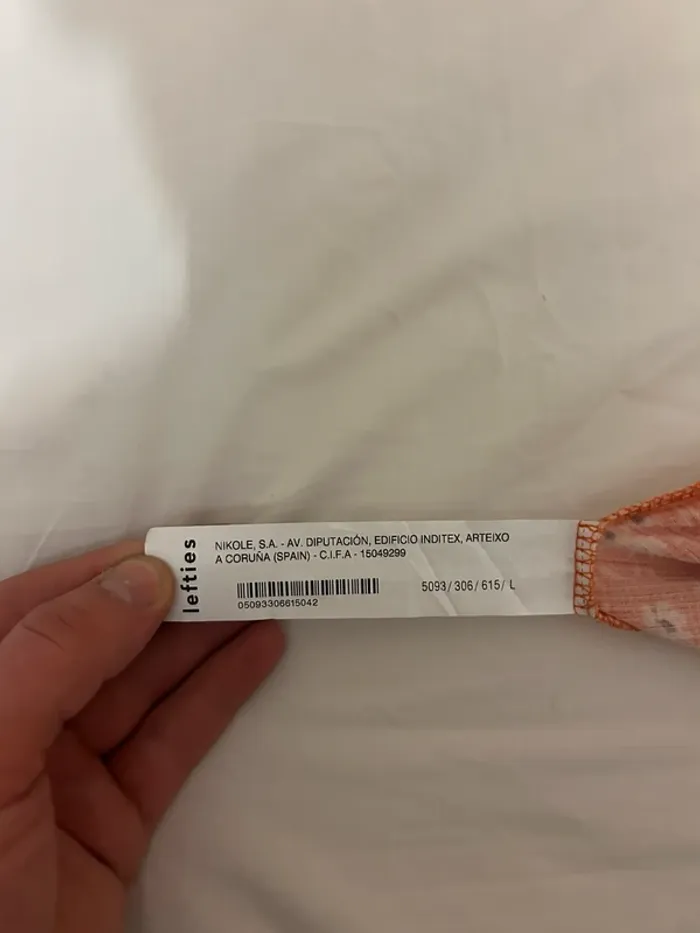 lefties
NIKOLE, S.A. - AV. DIPUTACIÓN, EDIFICIO INDITEX, ARTEIXO
A CORUÑA (SPAIN) - C.I.F.A - 15049299
05093306615042
5093/306/615/ L